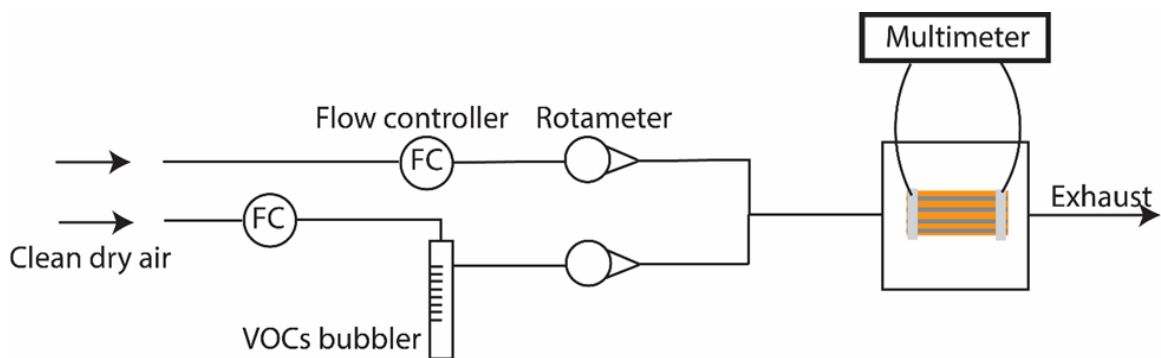 Multimeter
Flow controller
Rotameter
FC
Exhaust
FC
Clean dry air
VOCs bubbler